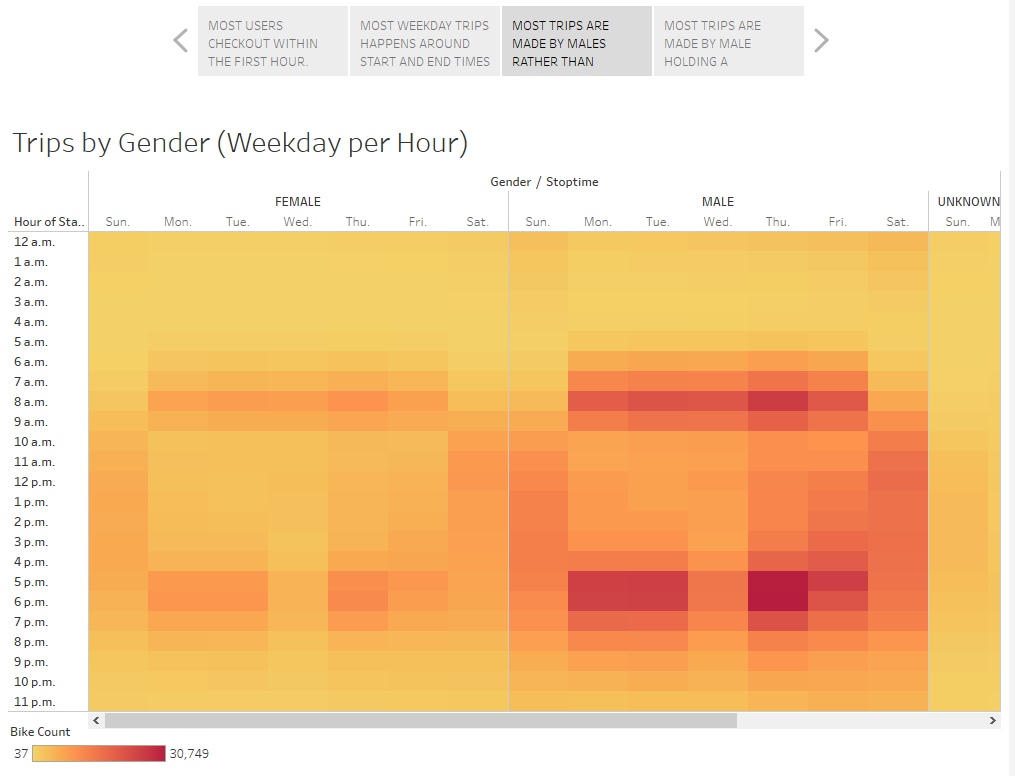 MOST USERS
CHECKOUT WITHIN
THE FIRST HOUR.
MOST WEEKDAY TRIPS
HAPPENS AROUND
START AND END TIMES
MOST TRIPS ARE
MADE BY MALES
RATHER THAN
MOST TRIPS ARE
MADE BY MALE
HOLDING A
Trips by Gender (Weekday per Hour)
Gender / Stoptime
FEMALE MALE UNKNOWN
Hour of Sta.. Sun. Mon. Tue. Wed. Thu. Fri. Sat. Sun. Mon. Tue. Wed. Thu. Fri. Sat. Sun. M
12 a.m.
1 a.m.
2 a.m.
3 a.m.
4 a.m.
5 a.m.
6 a.m.
7 a.m.
8 a.m.
9 a.m.
10 a.m.
11 a.m.
12 p.m.
1 p.m.
2 p.m.
3 p.m.
4 p.m.
5 p.m.
6 p.m.
7 p.m.
8 p.m.
9 p.m.
10 p.m.
11 p.m.
Bike Count
37 30,749